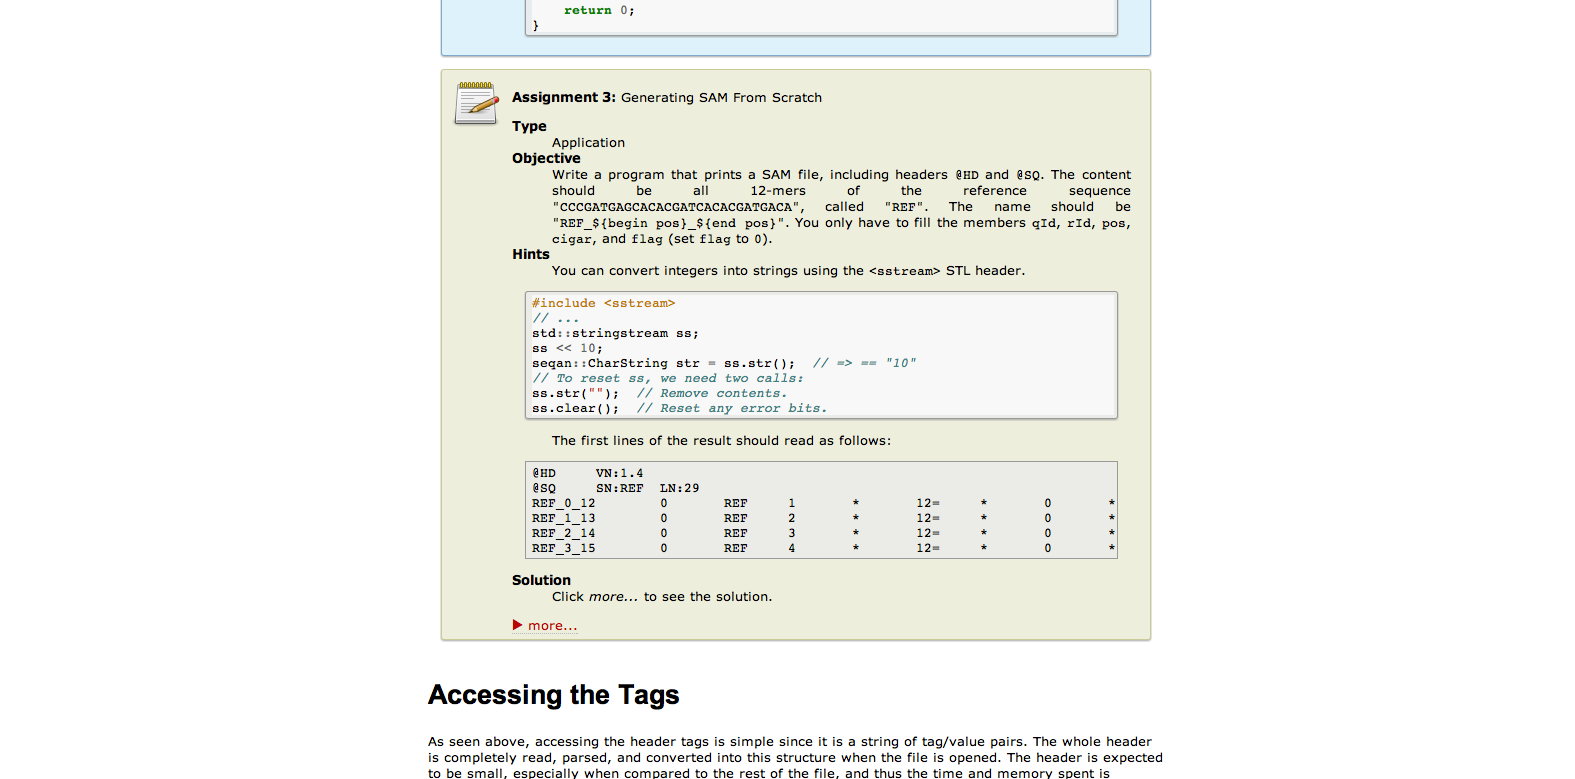 return 0;
}
Assignment 3: Generating SAM From Scratch
Type
Application
Objective
Write a program that prints a SAM file, including headers @HD and @SQ. The content
should be all 12-mers of the reference sequence
"CCCGATGAGCACACGATCACACGATGACA", called "REF". The name should be
"REF_${begin pos}_${end pos}". You only have to fill the members qId, rId, pos,
cigar, and flag (set flag to 0).
Hints
You can convert integers into strings using the <sstream> STL header.
#include <sstream>
// ...
std::stringstream ss;
ss << 10;
seqan::CharString str = ss.str();  // => == "10"
// To reset ss, we need two calls:
ss.str("");  // Remove contents.
ss.clear();  // Reset any error bits.
The first lines of the result should read as follows:
@HD VN:1.4
@SQ SN:REF LN:29
REF_0_12 0 REF 1 * 12= * 0 *
REF_1_13 0 REF 2 * 12= * 0 *
REF_2_14 0 REF 3 * 12= * 0 *
REF_3_15 0 REF 4 * 12= * 0 *
Solution
Click more... to see the solution.
more...
Accessing the Tags
As seen above, accessing the header tags is simple since it is a string of tag/value pairs. The whole header
is completely read, parsed, and converted into this structure when the file is opened. The header is expected
to be small, especially when compared to the rest of the file, and thus the time and memory spent is